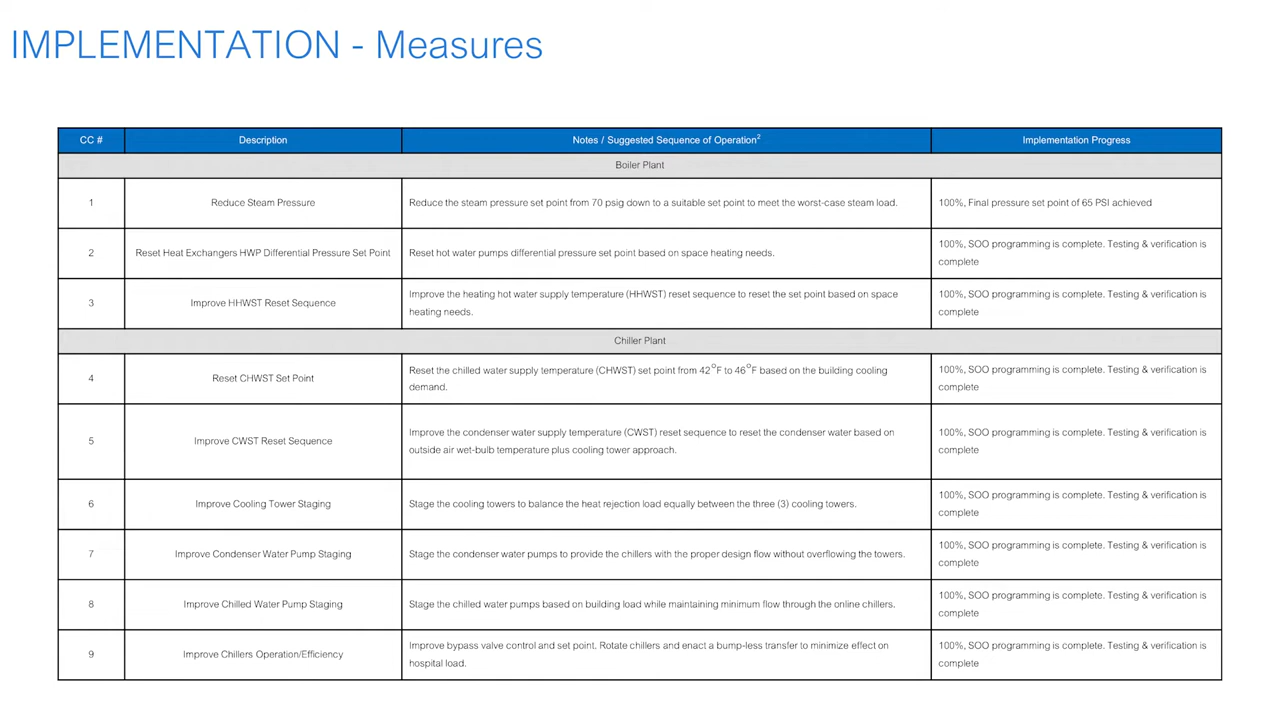 IMPLEMENTATION - Measures
CC #
Description
Notes / Suggested Sequence of Operation2
Implementation Progress
Boiler Plant
1
Reduce Steam Pressure
Reduce the steam pressure set point from 70 psig down to a suitable set point to meet the worst-case steam load.
100%, Final pressure set point of 65 PSI achieved
2
Reset Heat Exchangers HWP Differential Pressure Set Point
Reset hot water pumps differential pressure set point based on space heating needs.
100%, SOO programming is complete. Testing & verification is
complete
3
Improve HHWST Reset Sequence
Improve the heating hot water supply temperature (HHWST) reset sequence to reset the set point based on space
heating needs.
100%, SOO programming is complete. Testing & verification is
complete
Chiller Plant
4
Reset CHWST Set Point
Reset the chilled water supply temperature (CHWST) set point from 42°F to 46°F based on the building cooling
demand.
100%, SOO programming is complete. Testing & verification is
complete
5
Improve CWST Reset Sequence
Improve the condenser water supply temperature (CWST) reset sequence to reset the condenser water based on
outside air wet-bulb temperature plus cooling tower approach.
100%, SOO programming is complete. Testing & verification is
complete
6
Improve Cooling Tower Staging
Stage the cooling towers to balance the heat rejection load equally between the three (3) cooling towers.
100%, SOO programming is complete. Testing & verification is
complete
7
Improve Condenser Water Pump Staging
Stage the condenser water pumps to provide the chillers with the proper design flow without overflowing the towers.
100%, SOO programming is complete. Testing & verification is
complete
8
Improve Chilled Water Pump Staging
Stage the chilled water pumps based on building load while maintaining minimum flow through the online chillers.
100%, SOO programming is complete. Testing & verification is
complete
9
Improve Chillers Operation/Efficiency
Improve bypass valve control and set point. Rotate chillers and enact a bump-less transfer to minimize effect on
hospital load.
100%, SOO programming is complete. Testing & verification is
complete